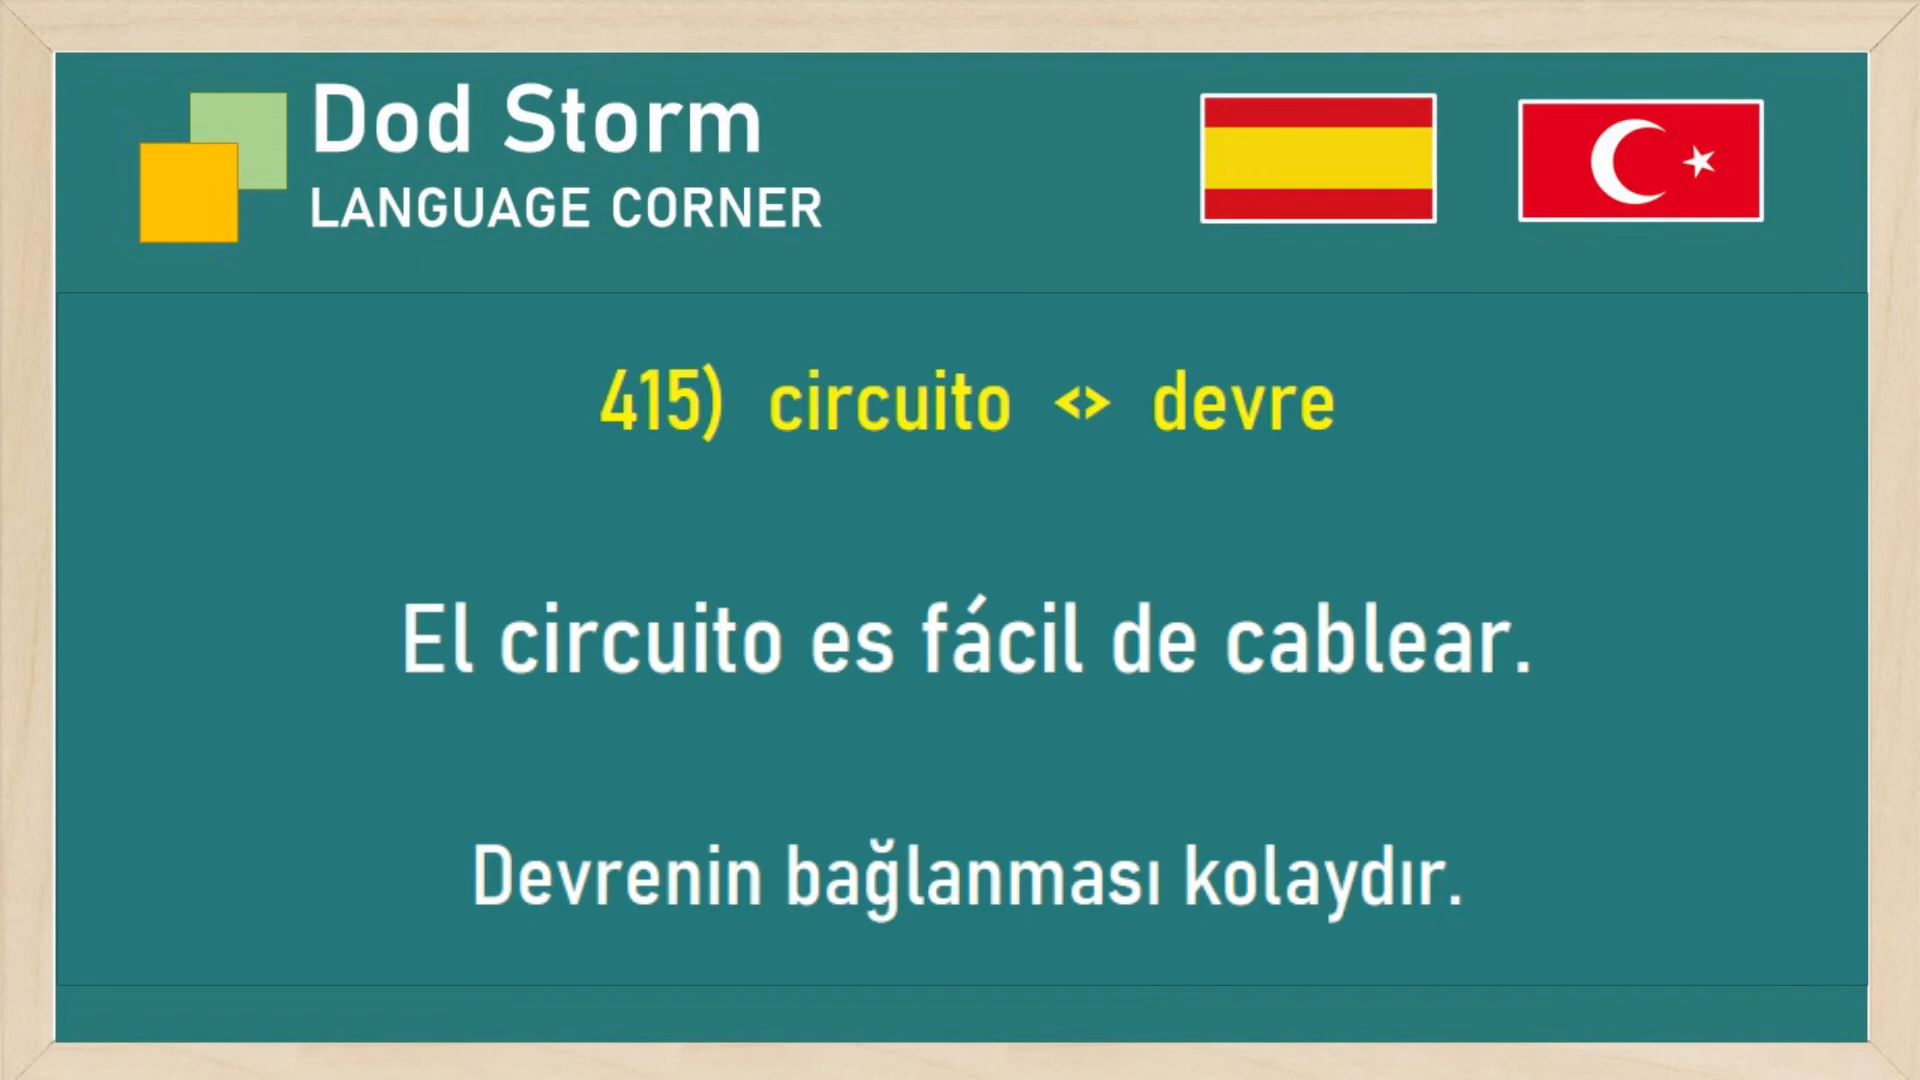 Dod Storm
LANGUAGE CORNER
415) circuito <> devre
El circuito es fácil de cablear.
Devrenin bağlanması kolaydır.